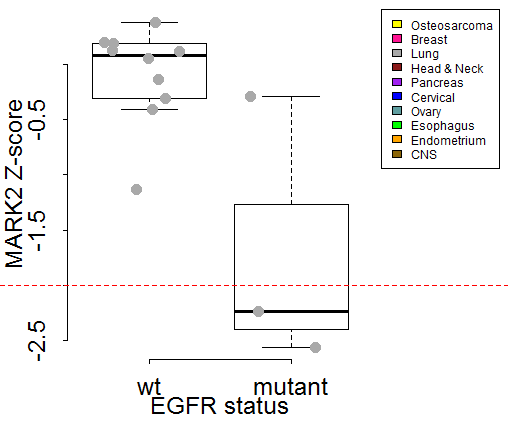 Osteosarcoma
Breast
Lung
Head & Neck
Pancreas
Cervical
Ovary
Esophagus
Endometrium
CNS
MARK2 Z-score
-0.5
-1.5
-2.5
wt mutant
EGFR status